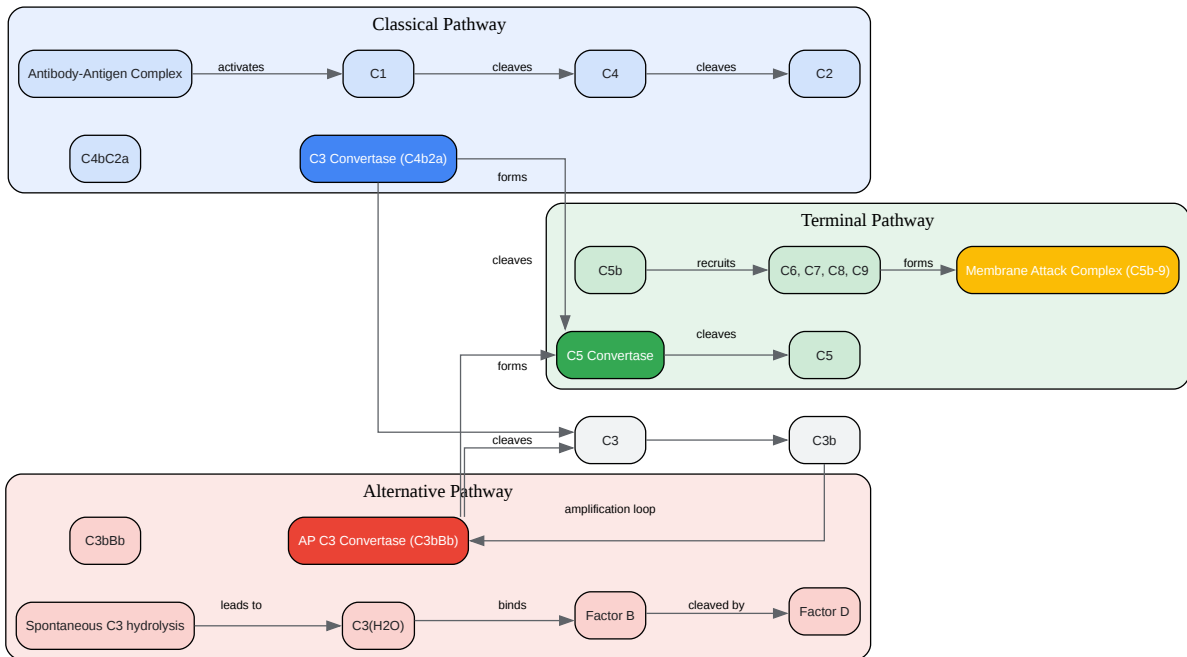 Classical Pathway
Antibody-Antigen Complex
activates
C1
cleaves
C4
cleaves
C2
C4bC2a
C3 Convertase (C4b2a)
forms
Terminal Pathway
cleaves
C5b
recruits
C6, C7, C8, C9
forms
Membrane Attack Complex (C5b-9)
C5 Convertase
cleaves
C5
forms
cleaves
C3
C3b
Alternative Pathway
amplification loop
C3bBb
AP C3 Convertase (C3bBb)
Spontaneous C3 hydrolysis
leads to
C3(H2O)
binds
Factor B
cleaved by
Factor D